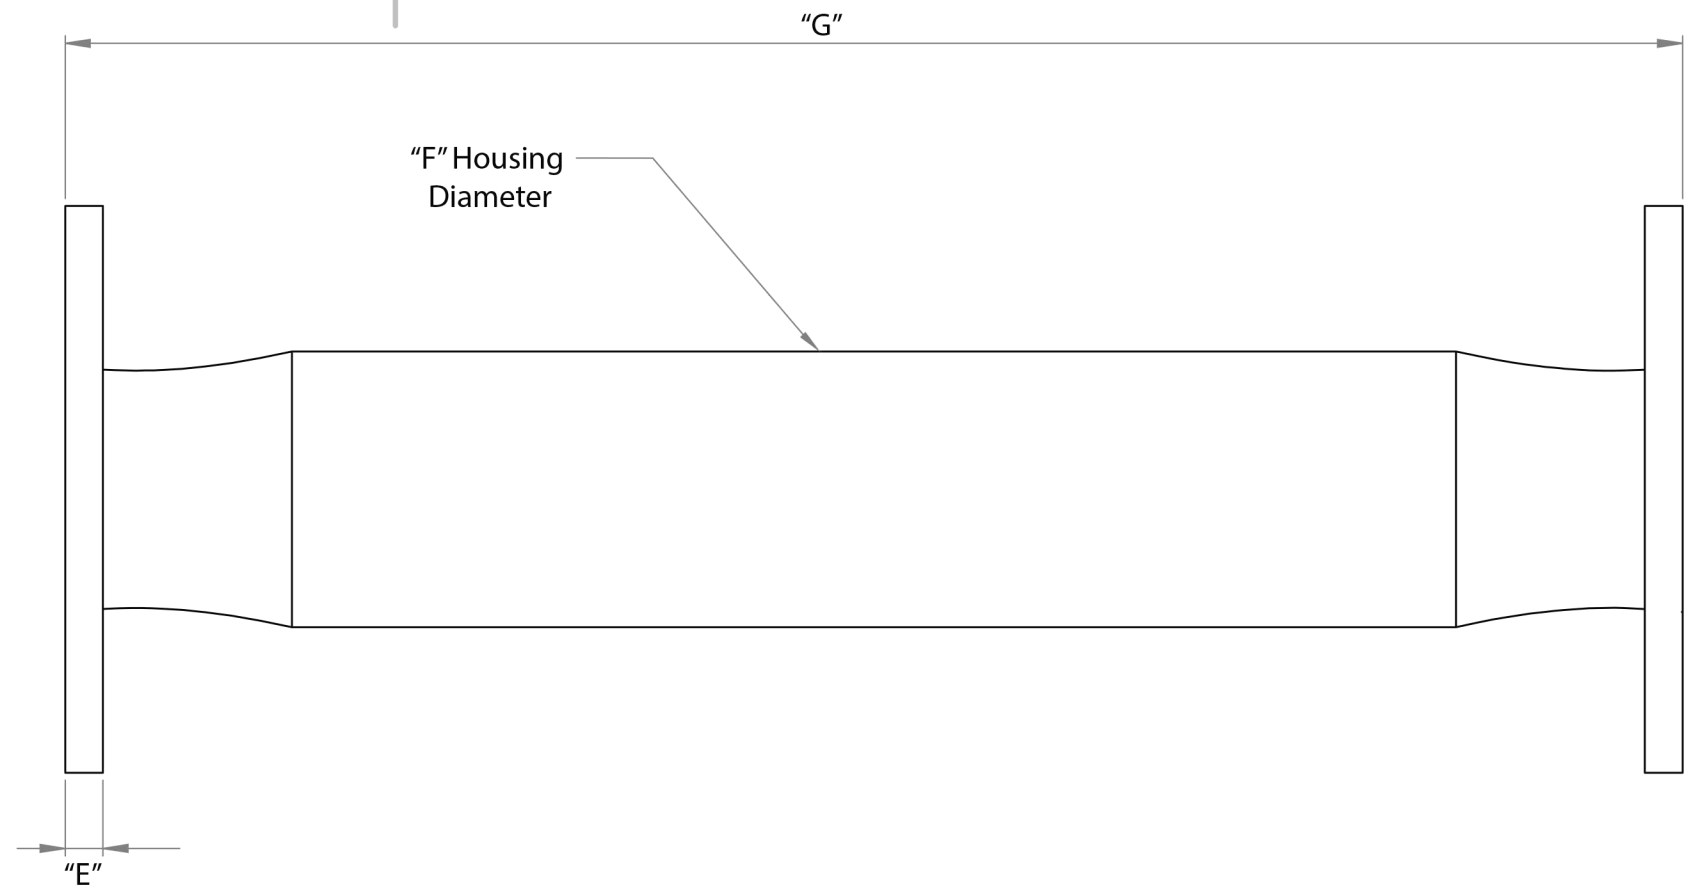 “G”
“F” Housing
Diameter
“E”